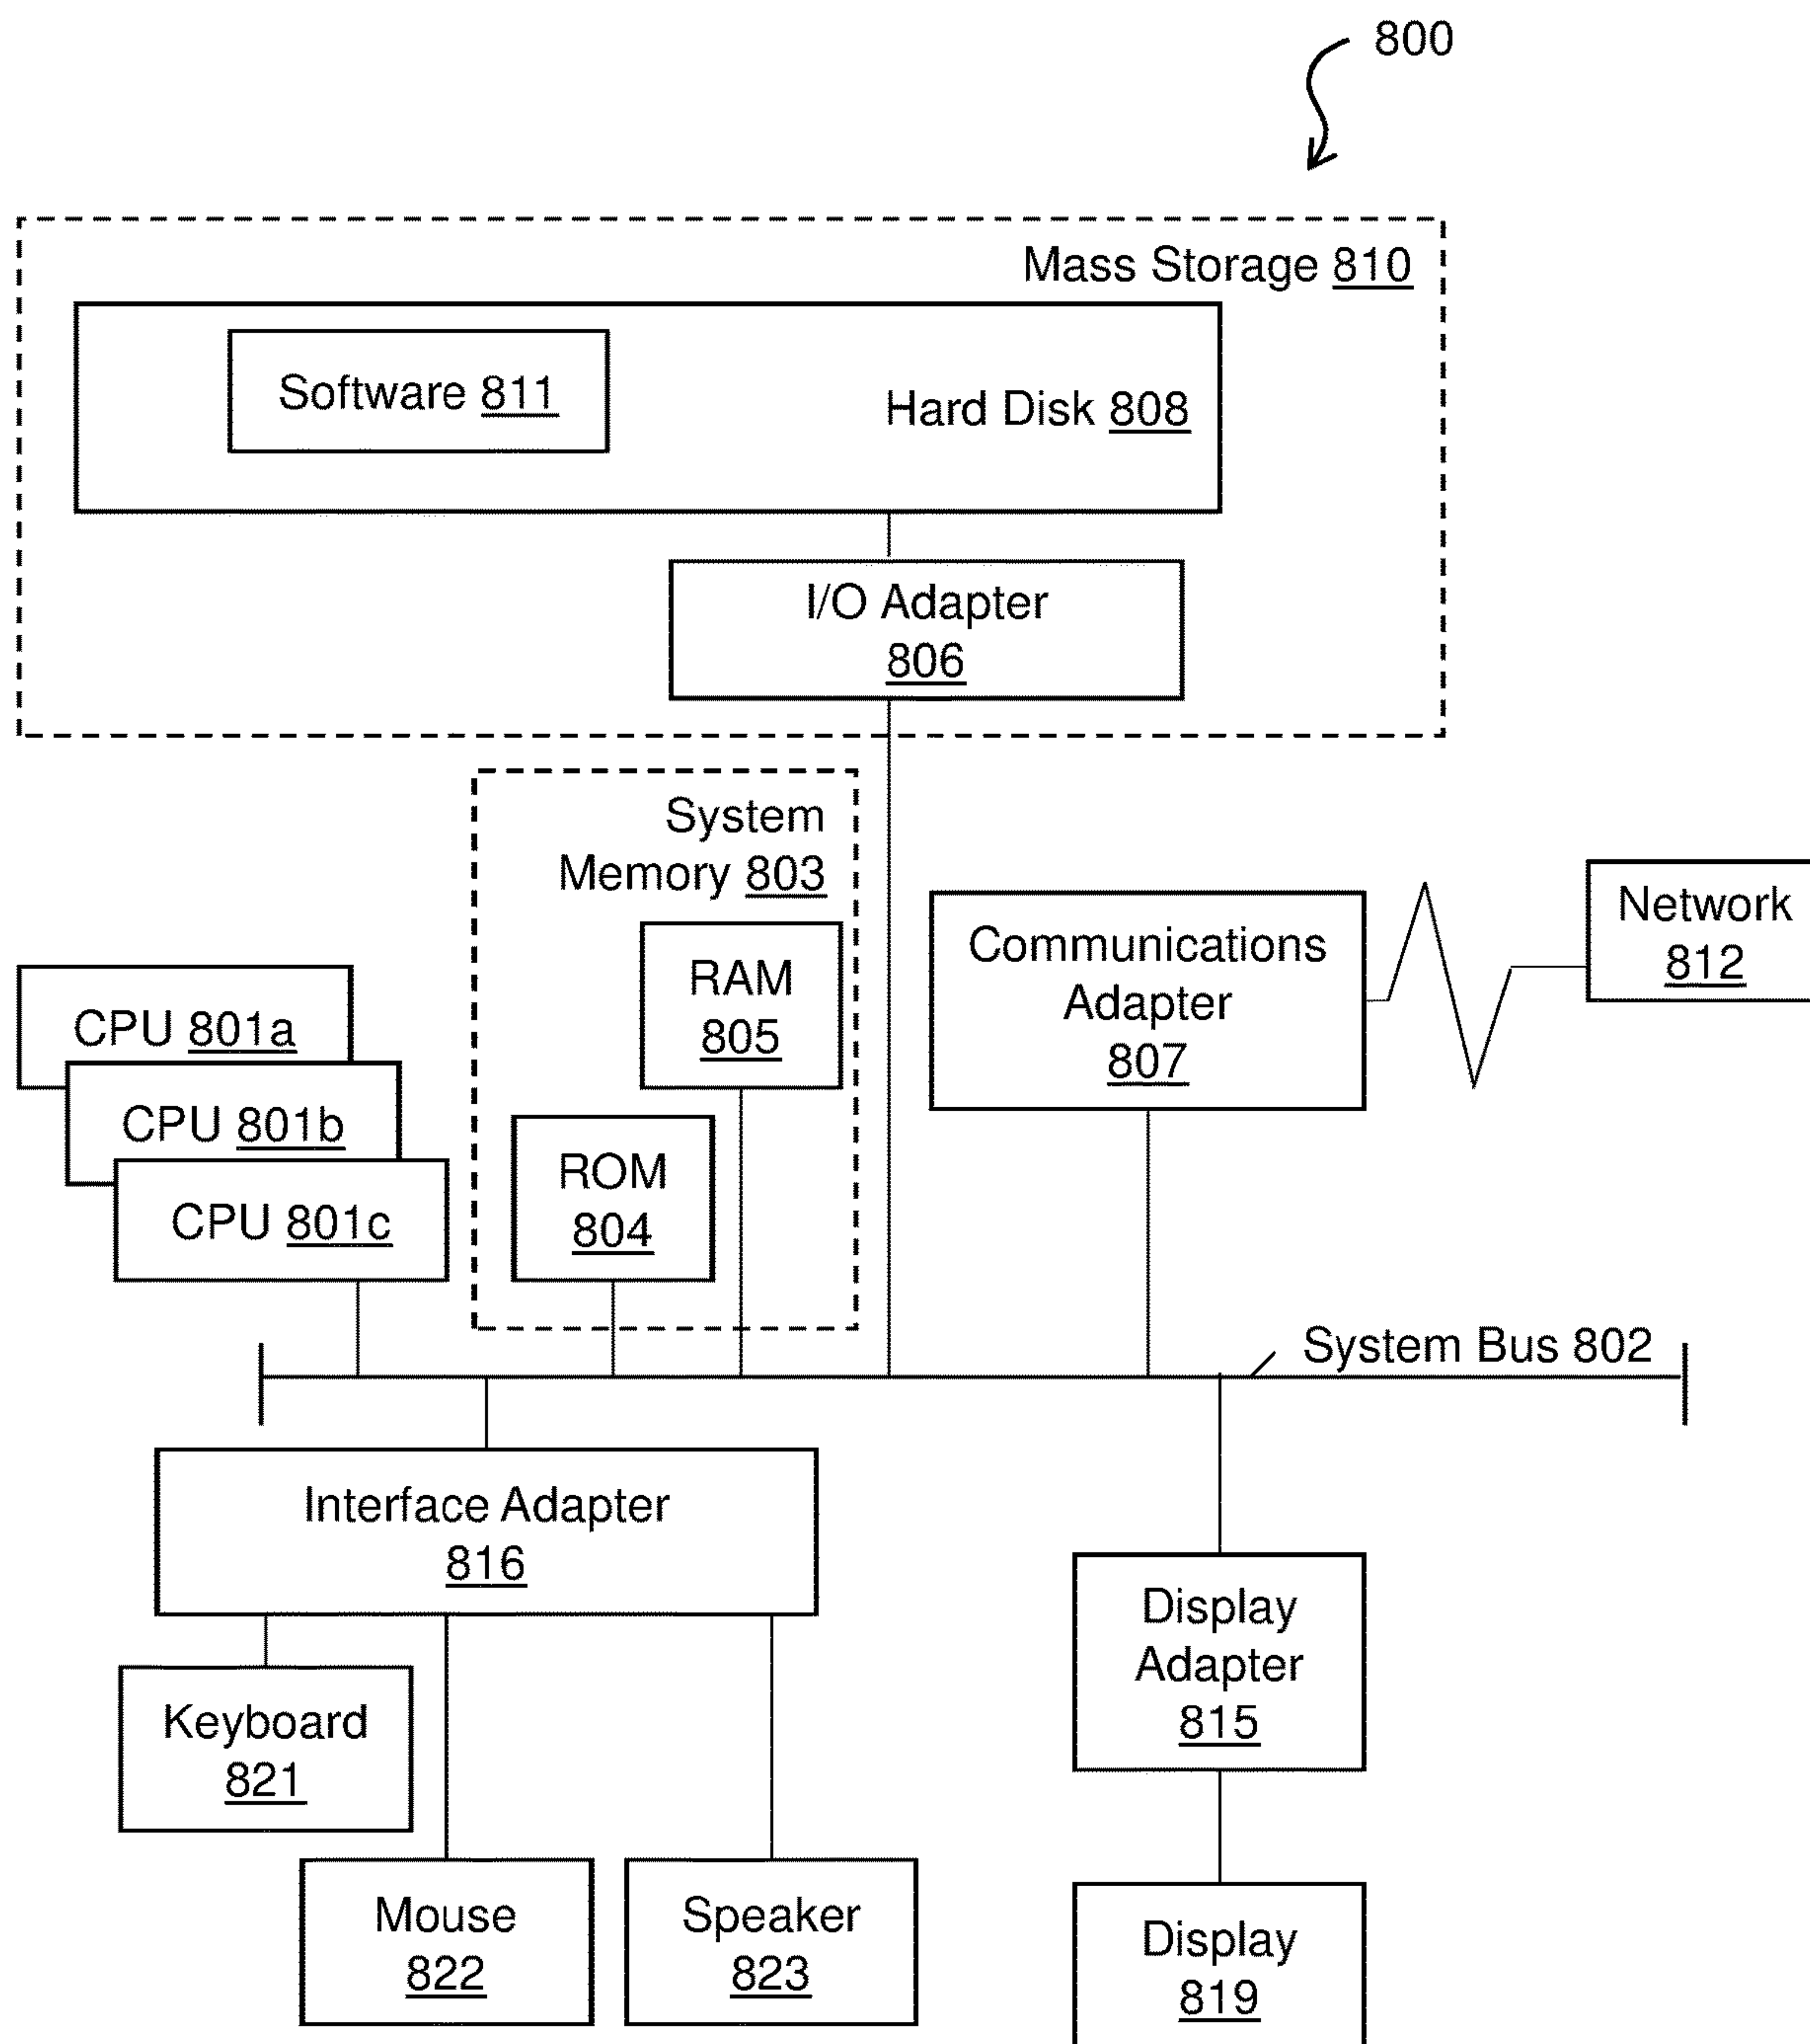 800
Mass Storage 810
Software 811
Hard Disk 808
I/O Adapter
806
System
Memory 803
RAM
805
ROM
804
Communications
Adapter
807
Network
812
CPU 801a
CPU 801b
CPU 801c
System Bus 802
Interface Adapter
816
Display
Adapter
815
Keyboard
821
Mouse
822
Speaker
823
Display
819